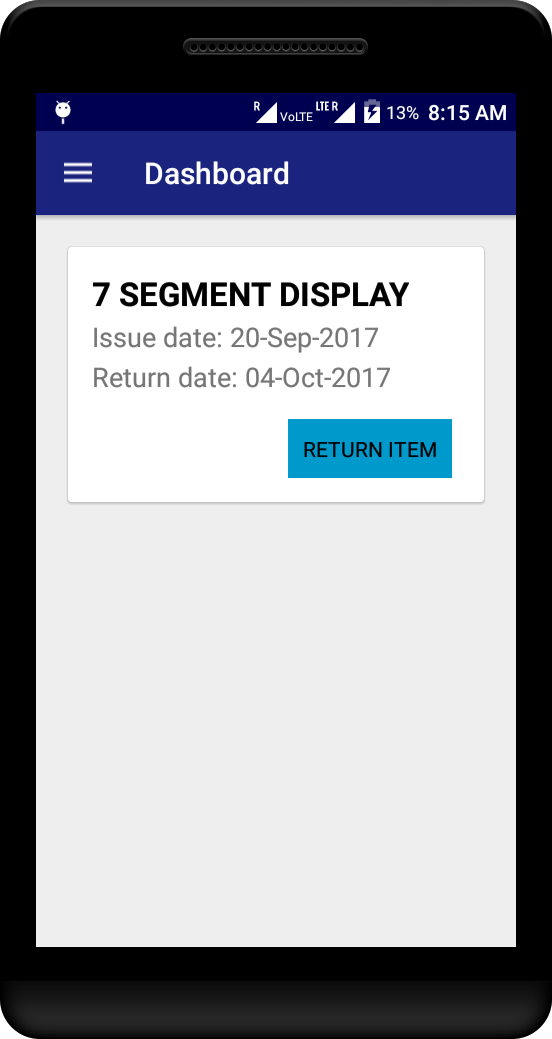 R VoLTE LTE R 13% 8:15 AM
Dashboard
7 SEGMENT DISPLAY
Issue date: 20-Sep-2017
Return date: 04-Oct-2017
RETURN ITEM